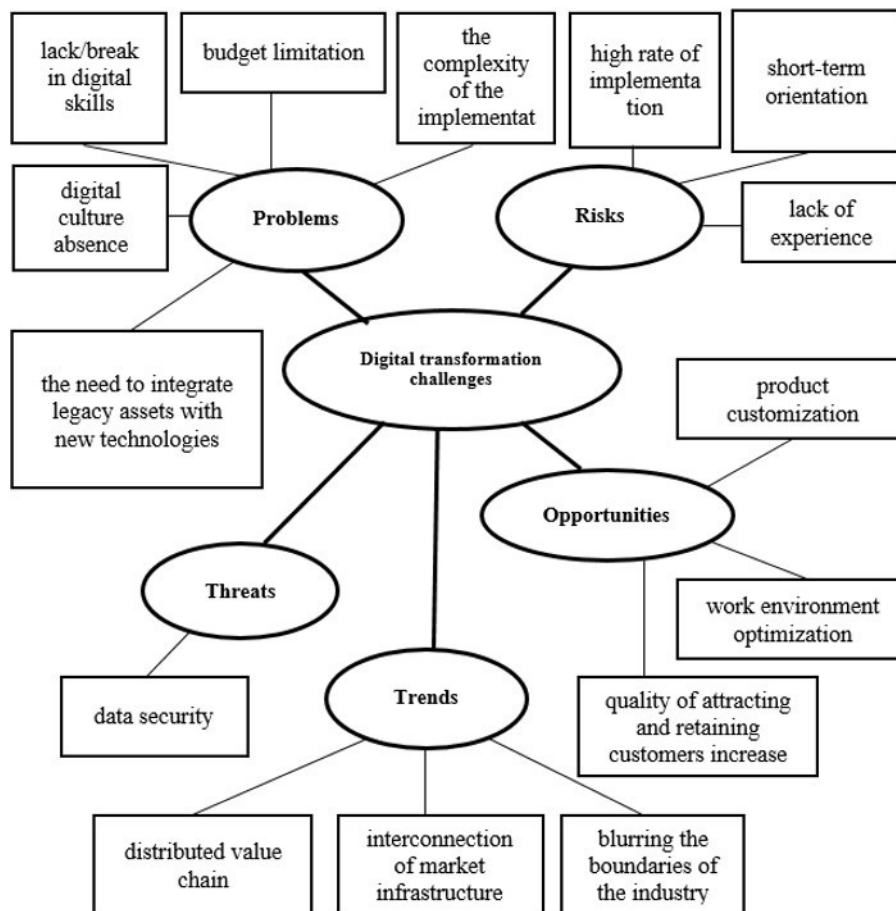 lack/break
in digital
skills
budget limitation
the
complexity
of the
implementat
high rate of
implementa
tion
short-term
orientation
digital
culture
absence
Problems
Risks
lack of
experience
the need to integrate
legacy assets with
new technologies
Digital transformation
challenges
product
customization
Opportunities
Threats
work environment
optimization
data security
Trends
quality of attracting
and retaining
customers increase
distributed value
chain
interconnection
of market
infrastructure
blurring the
boundaries of
the industry